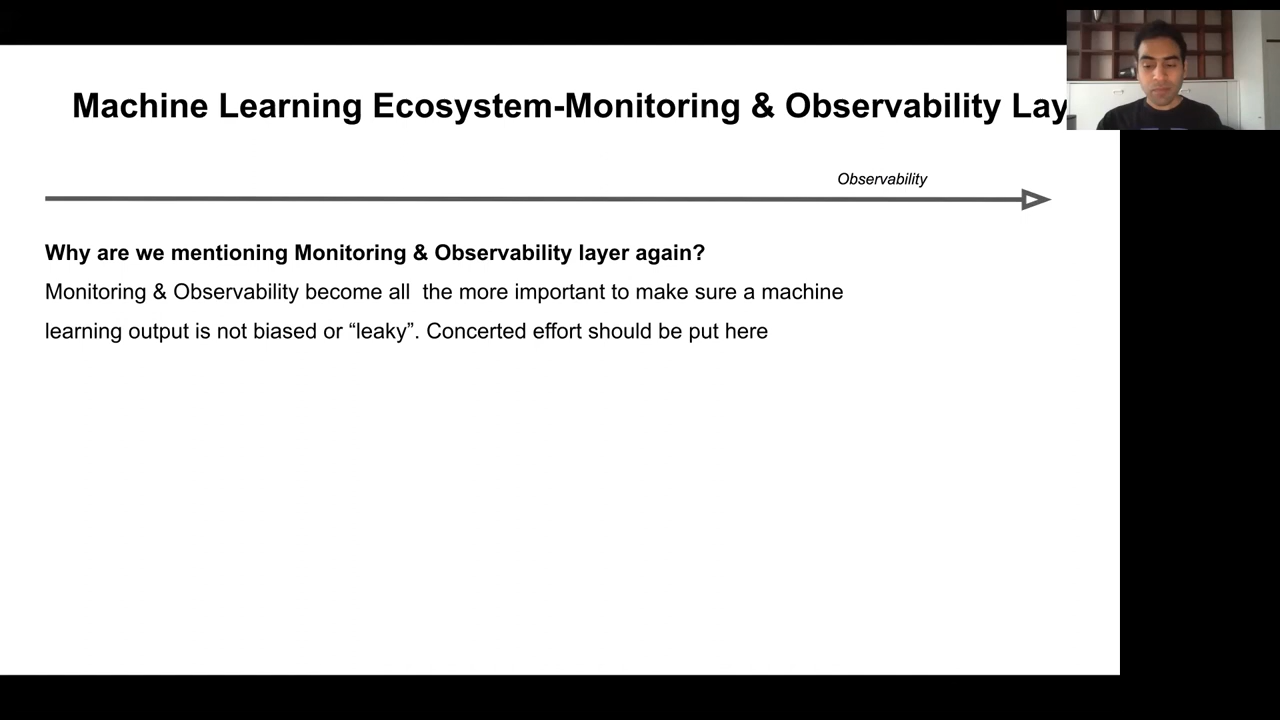 Machine Learning Ecosystem-Monitoring & Observability Lay
Observability
Why are we mentioning Monitoring & Observability layer again?
Monitoring & Observability become all  the more important to make sure a machine
learning output is not biased or “leaky”. Concerted effort should be put here